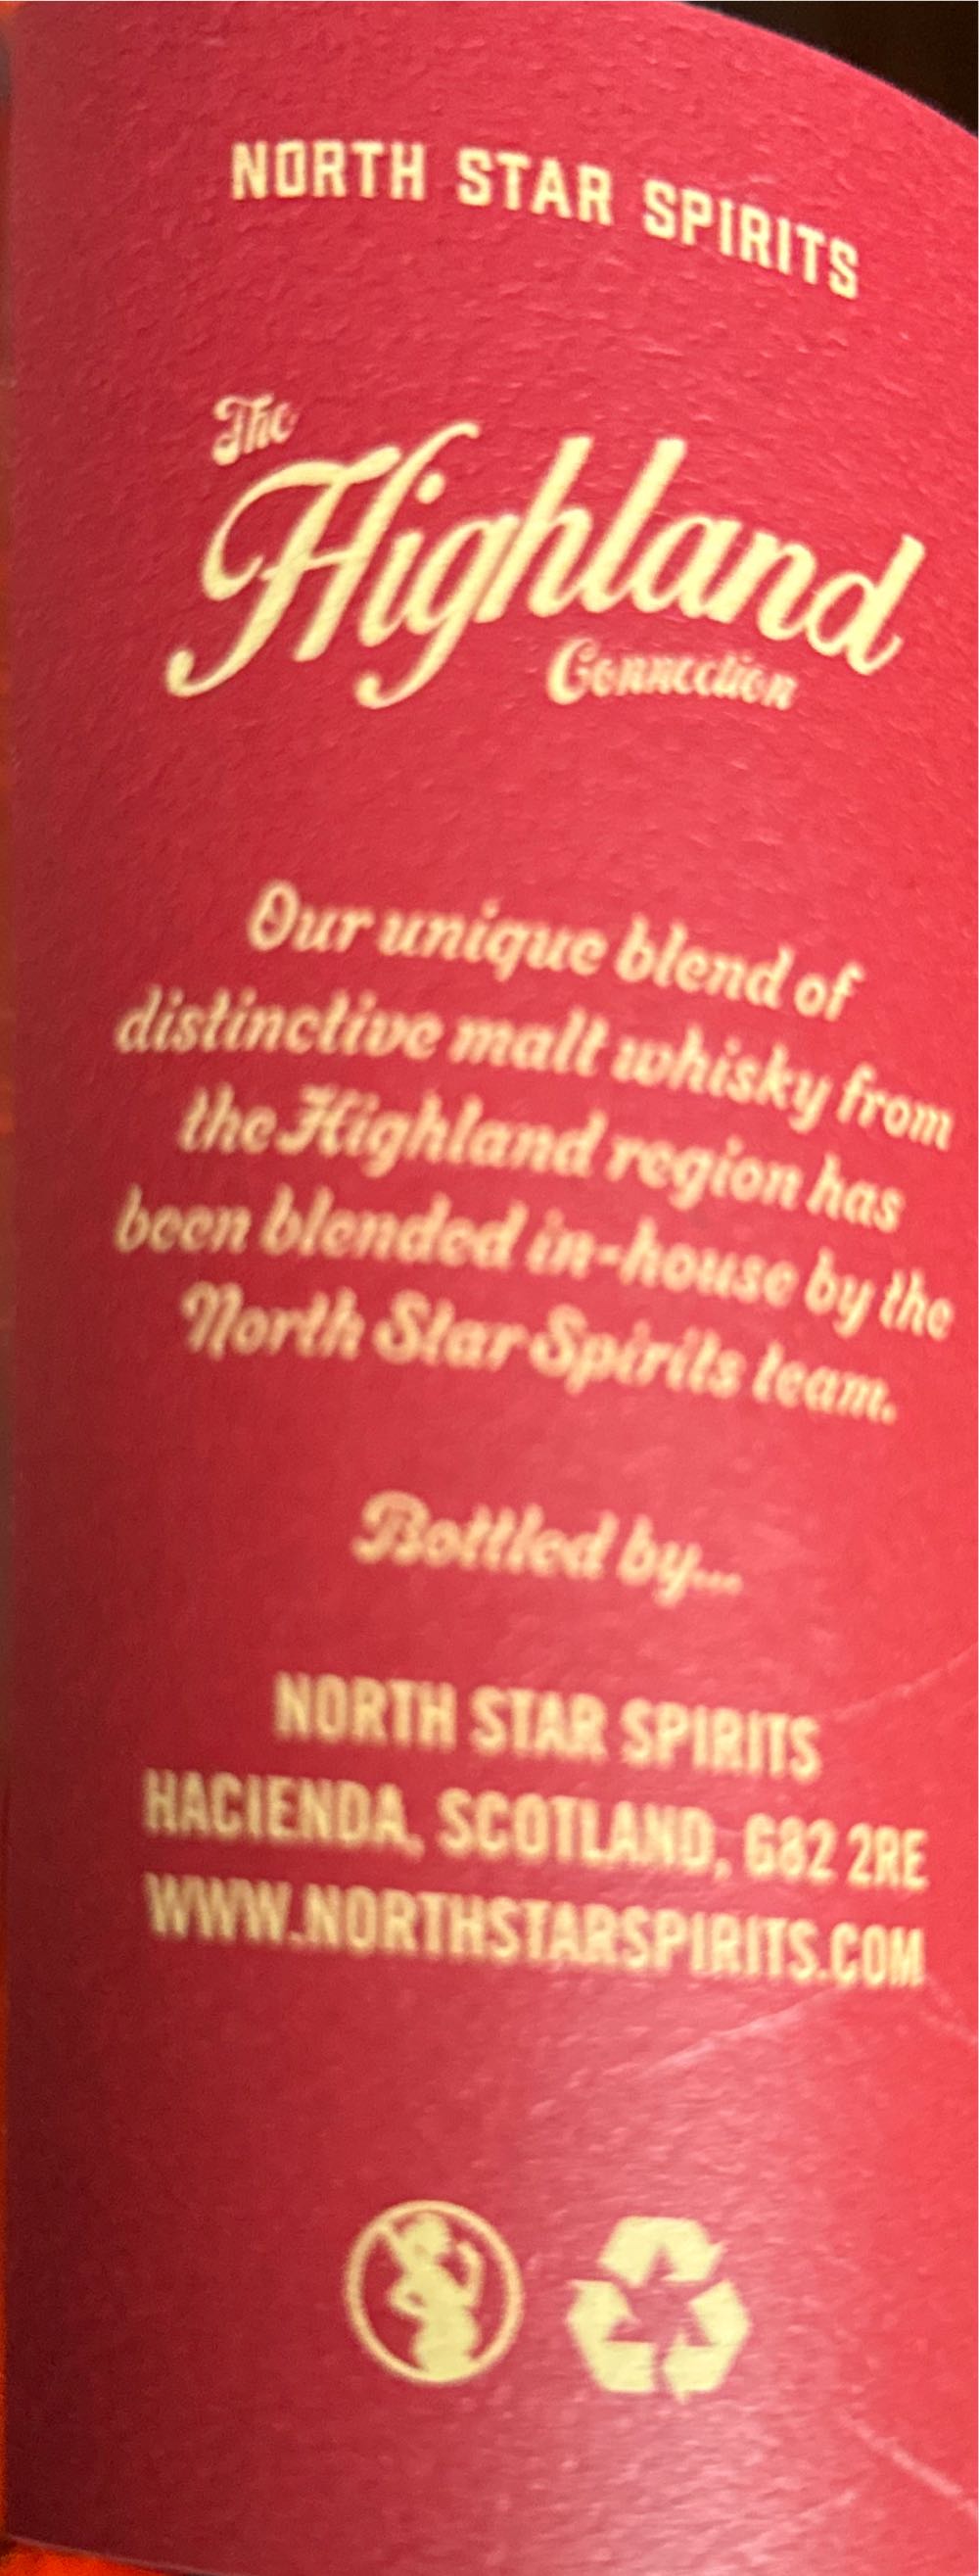 NORTH STAR SPIRITS
The
Highland
Connection
Our unique blend of
distinctive malt whisky from
the Highland region has
been blended in-house by the
North Star Spirits team.
Bottled by...
NORTH STAR SPIRITS
HACIENDA, SCOTLAND, G82 2RE
WWW.NORTHSTARSPIRITS.COM